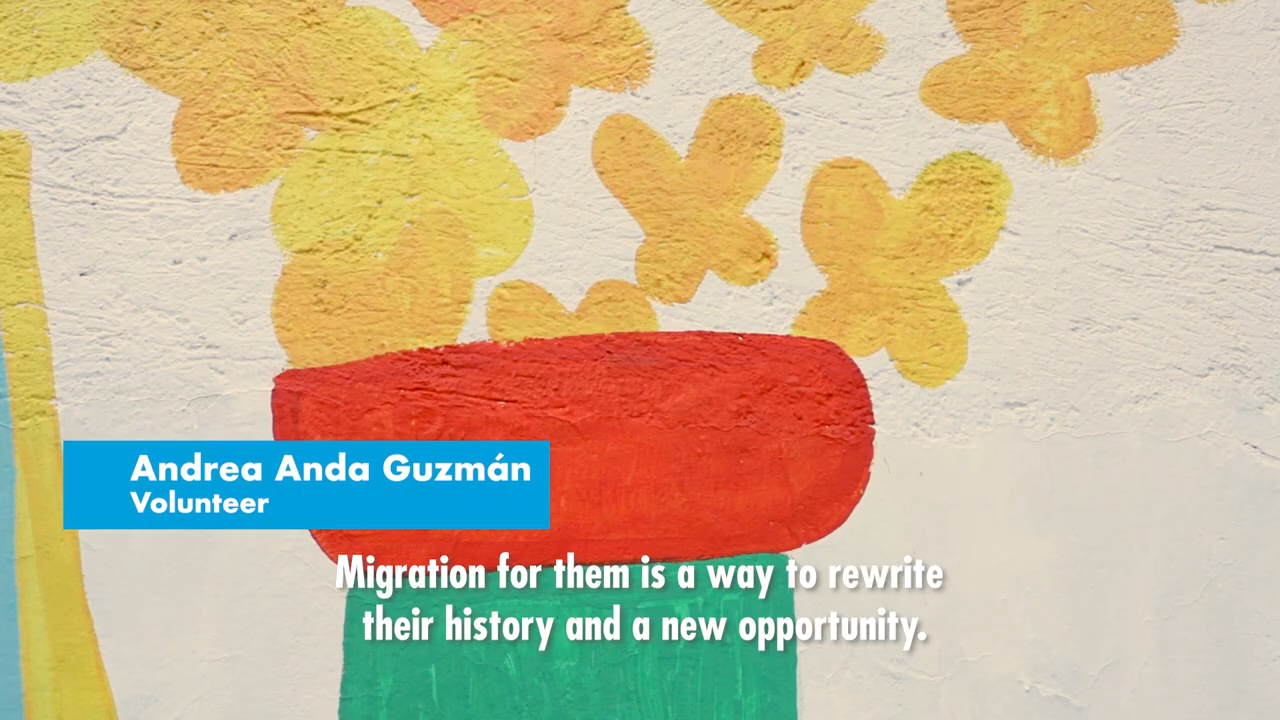 Andrea Anda Guzmán
Volunteer
Migration for them is a way to rewrite
their history and a new opportunity.